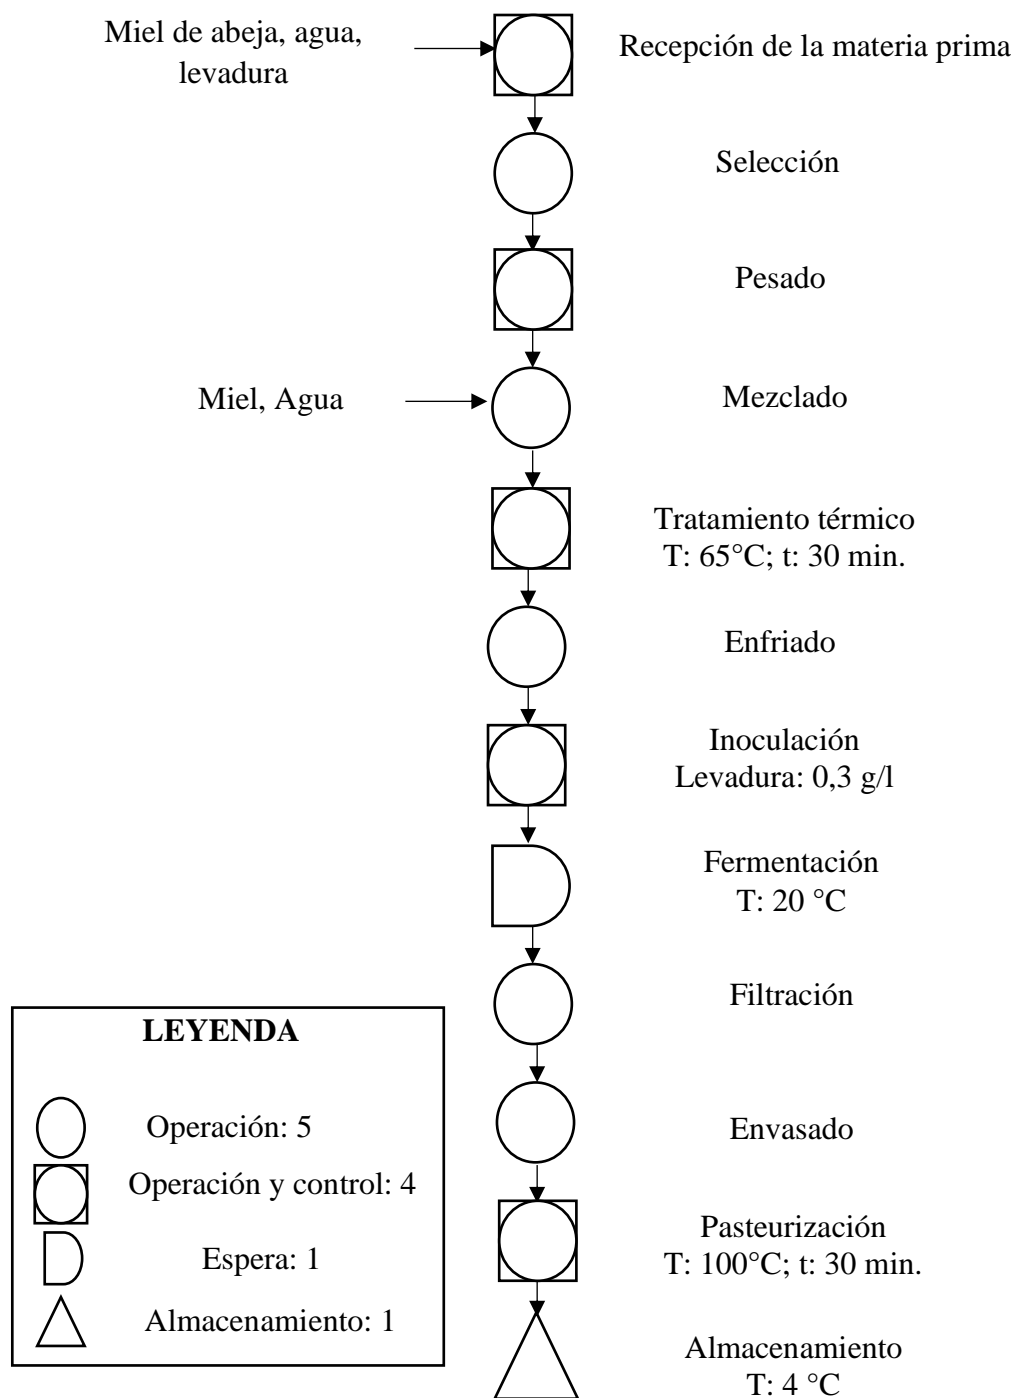 Miel de abeja, agua,
levadura
Recepción de la materia prima
Selección
Pesado
Miel, Agua
Mezclado
Tratamiento térmico
T: 65°C; t: 30 min.
Enfriado
Inoculación
Levadura: 0,3 g/l
Fermentación
T: 20 °C
Filtración
Envasado
Pasteurización
T: 100°C; t: 30 min.
Almacenamiento
T: 4 °C
LEYENDA
Operación: 5
Operación y control: 4
Espera: 1
Almacenamiento: 1